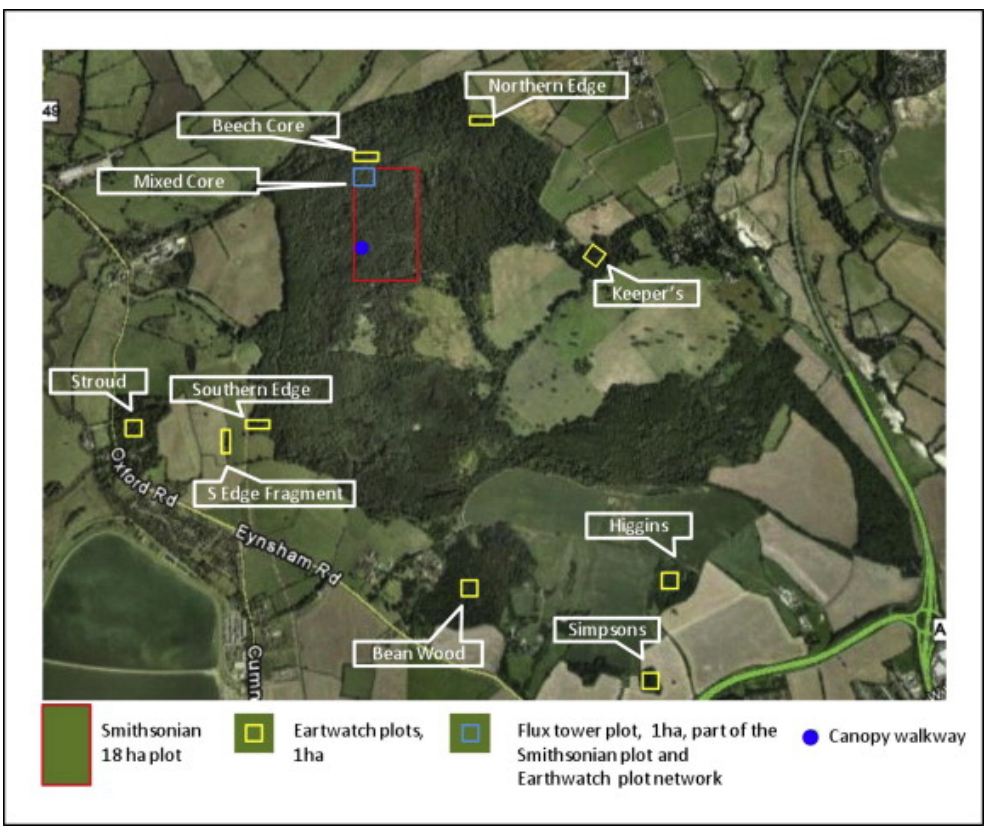 Northern Edge
49
Beech Core
Mixed Core
Keeper's
Stroud
Southern Edge
S Edge Fragment
Oxford Rd
Higgins
Eynsham Rd
Simpsons
A
Bean Wood
Cumn
Smithsonian
18 ha plot
Eartwatch plots,
1ha
Flux tower plot, 1ha, part of the
Smithsonian plot and
Earthwatch plot network
Canopy walkway